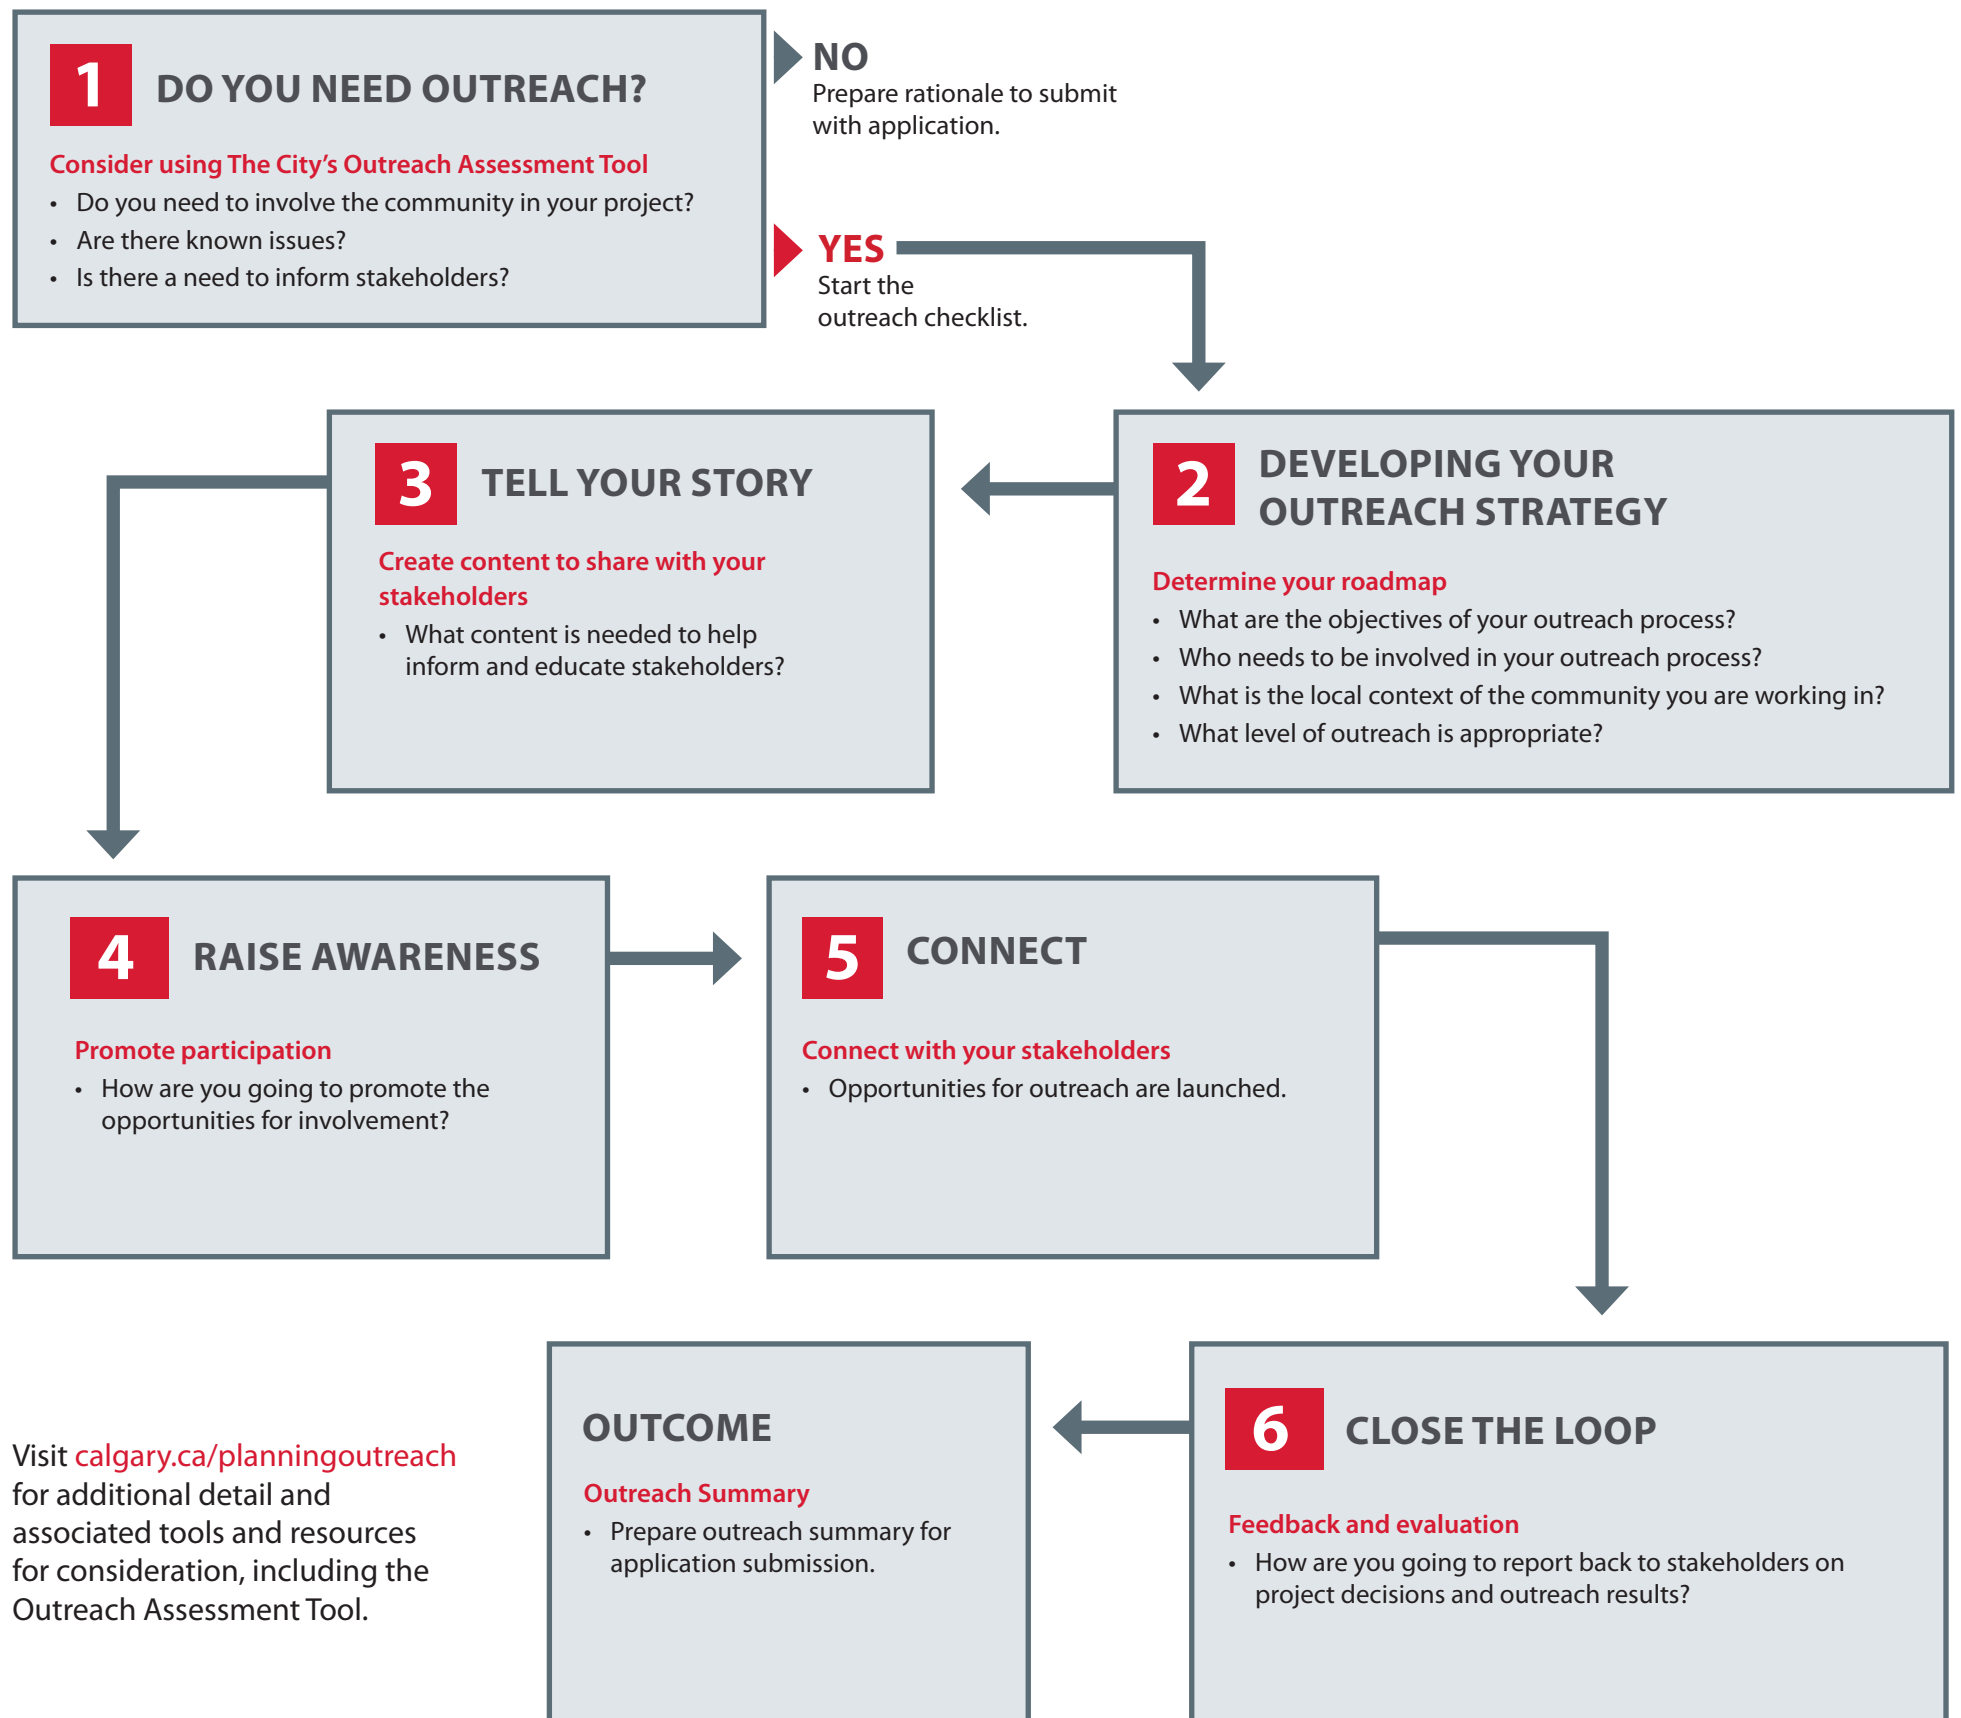 1
DO YOU NEED OUTREACH?
Consider using The City’s Outreach Assessment Tool
• Do you need to involve the community in your project?
• Are there known issues?
• Is there a need to inform stakeholders?
NO
Prepare rationale to submit
with application.
YES
Start the
outreach checklist.
2
DEVELOPING YOUR
OUTREACH STRATEGY
Determine your roadmap
• What are the objectives of your outreach process?
• Who needs to be involved in your outreach process?
• What is the local context of the community you are working in?
• What level of outreach is appropriate?
3
TELL YOUR STORY
Create content to share with your
stakeholders
• What content is needed to help
inform and educate stakeholders?
4
RAISE AWARENESS
Promote participation
• How are you going to promote the
opportunities for involvement?
5
CONNECT
Connect with your stakeholders
• Opportunities for outreach are launched.
6
CLOSE THE LOOP
Feedback and evaluation
• How are you going to report back to stakeholders on
project decisions and outreach results?
OUTCOME
Outreach Summary
• Prepare outreach summary for
application submission.
Visit calgary.ca/planningoutreach
for additional detail and
associated tools and resources
for consideration, including the
Outreach Assessment Tool.